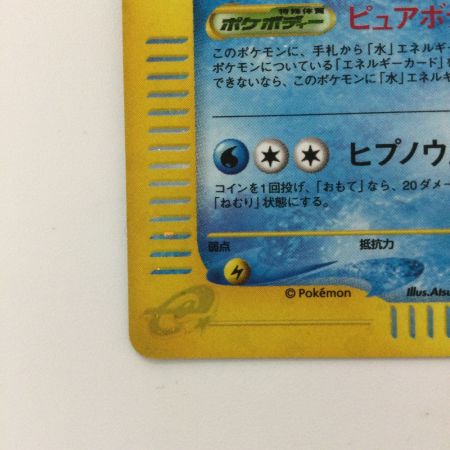 特殊体質
ポケボディー ピュアボ
このポケモンに、手札から「水」エネルギ
ポケモンについている「エネルギーカード」を
できないなら、このポケモンに「水」エネルギ
ヒプノウ
コインを1回投げ、「おもて」なら、20ダメー
「ねむり」状態にする。
弱点 抵抗力
© Pokémon Illus.Atsu
e